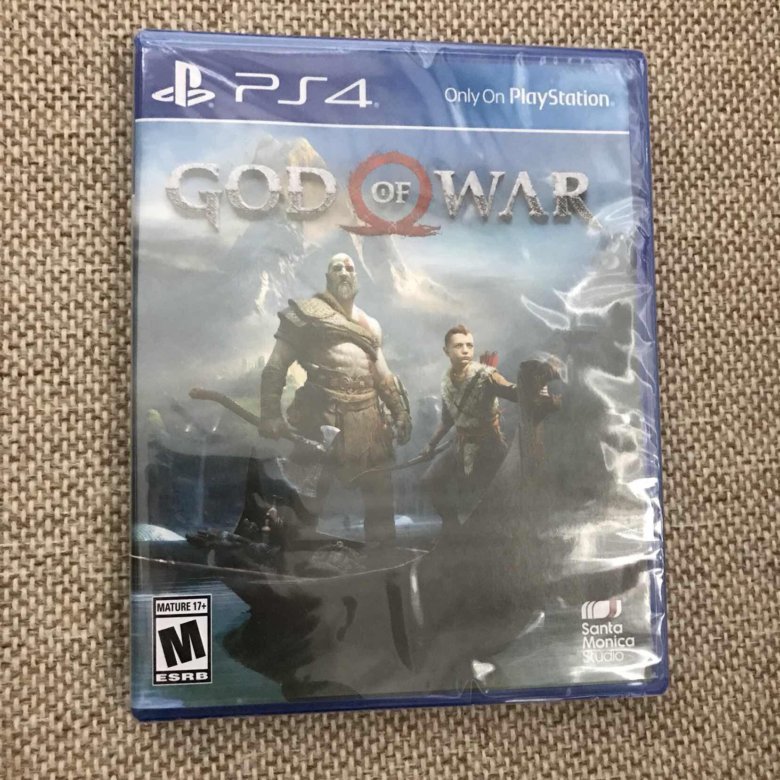 PS4
Only On PlayStation
GOD OF WAR
MATURE 17+
M
ESRB
Santa
Monica
Studio